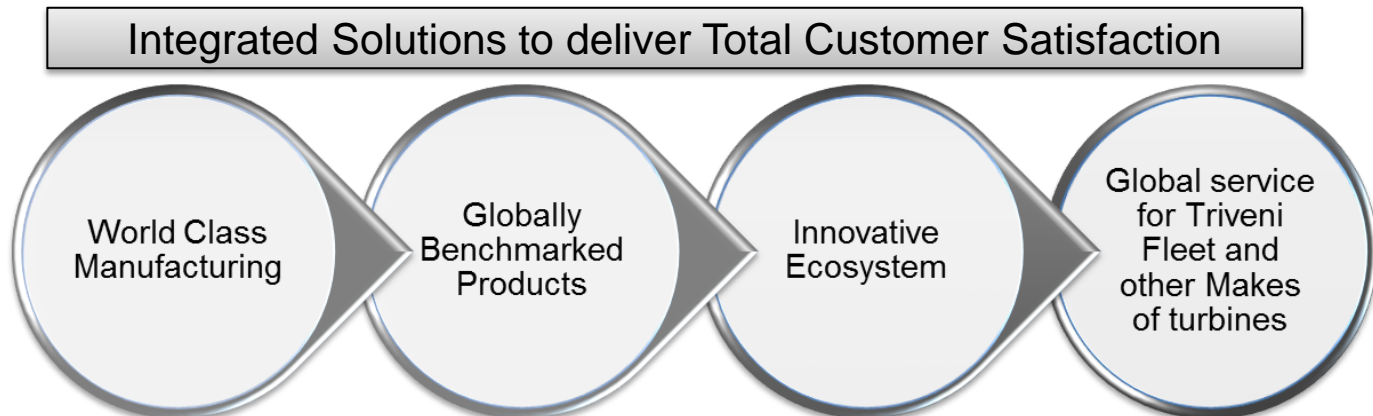 Integrated Solutions to deliver Total Customer Satisfaction
World Class
Manufacturing
Globally
Benchmarked
Products
Innovative
Ecosystem
Global service
for Triveni
Fleet and
other Makes
of turbines